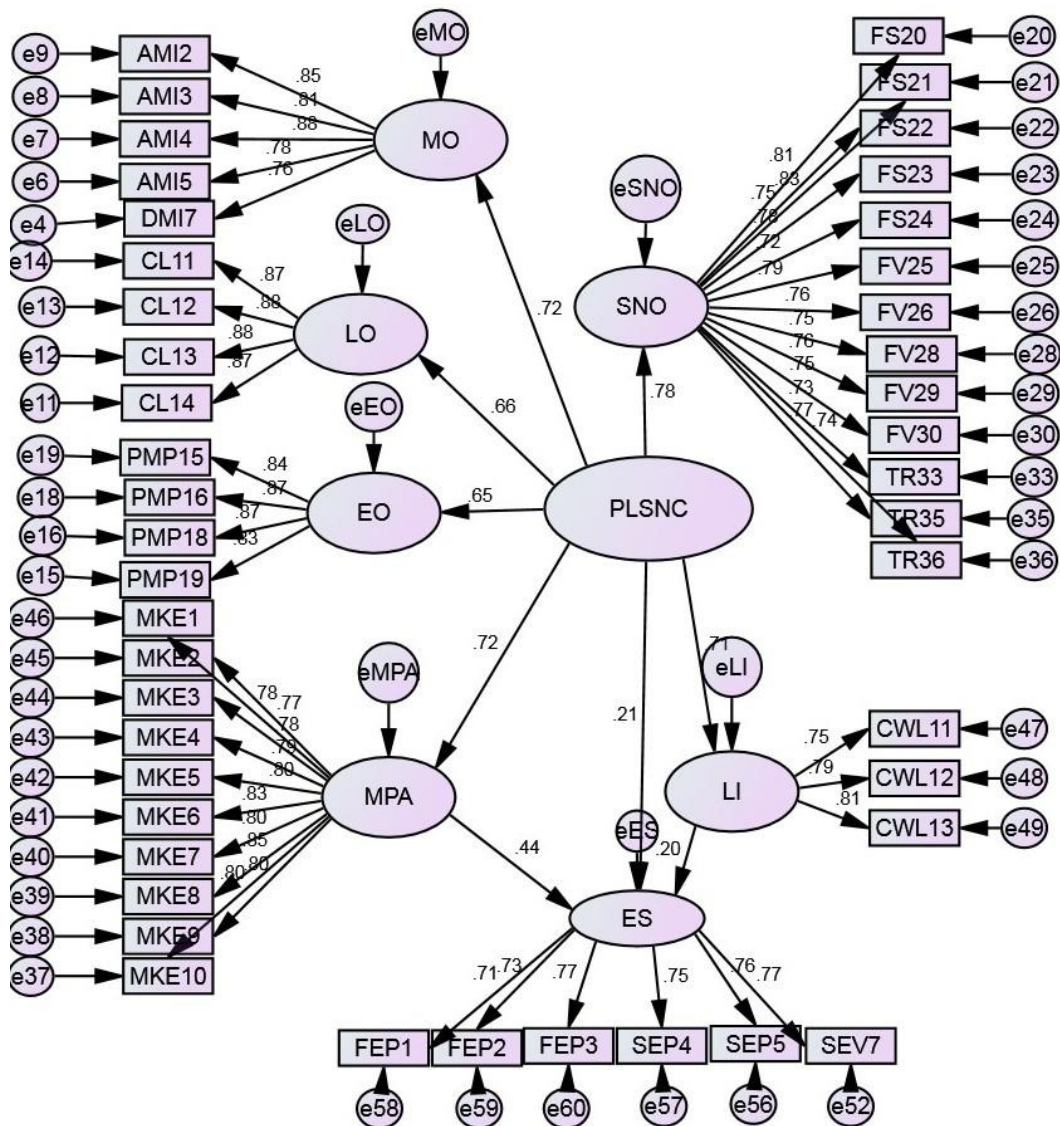 eMO
e9 AMI2
.85
e8 AMI3
.81
e7 AMI4
.88
e6 AMI5
.78
.76
e4 DMI7
MO
eLO
e14 CL11
.87
e13 CL12
.88
e12 CL13
.88
e11 CL14
.87
LO
eEO
e19 PMP15
.84
e18 PMP16
.87
e16 PMP18
.87
e15 PMP19
.83
EO
e46 MKE1
e45 MKE2
e44 MKE3
e43 MKE4
e42 MKE5
e41 MKE6
e40 MKE7
e39 MKE8
e38 MKE9
e37 MKE10
.78
.77
.78
.79
.80
.83
.80
.85
.80
.80
eMPA
MPA
.72
.66
.65
.72
PLSNC
.78
.21
.71
eSNO
SNO
FS20 e20
FS21 e21
FS22 e22
FS23 e23
FS24 e24
FV25 e25
FV26 e26
FV28 e28
FV29 e29
FV30 e30
TR33 e33
TR35 e35
TR36 e36
.81
.83
.75
.78
.72
.79
.76
.75
.76
.75
.73
.77
.74
eLI
LI
.75
CWL11 e47
.79
CWL12 e48
.81
CWL13 e49
.44
eES
.20
ES
.71
.73
.77
.75
.76
.77
FEP1 FEP2 FEP3 SEP4 SEP5 SEV7
e58 e59 e60 e57 e56 e52